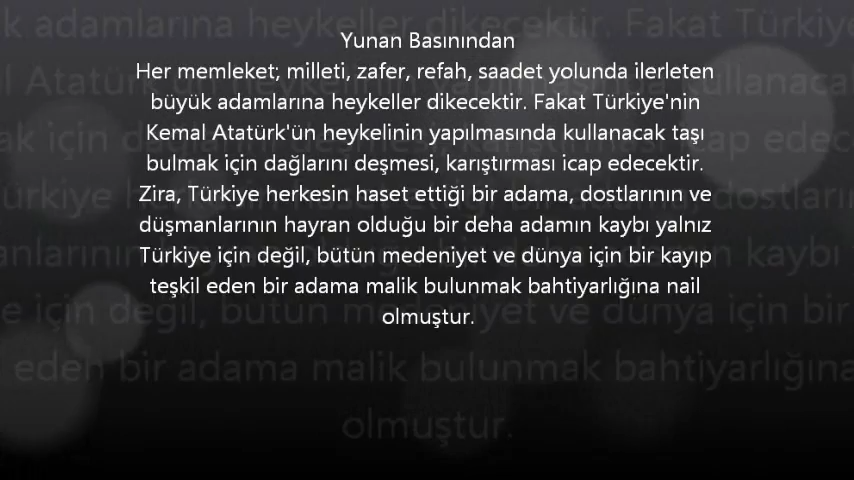 Yunan Basınından
Her memleket; milleti, zafer, refah, saadet yolunda ilerleten
büyük adamlarına heykeller dikecektir. Fakat Türkiye'nin
Kemal Atatürk'ün heykelinin yapılmasında kullanacak taşı
bulmak için dağlarını deşmesi, karıştırması icap edecektir.
Zira, Türkiye herkesin haset ettiği bir adama, dostlarının ve
düşmanlarının hayran olduğu bir deha adamın kaybı yalnız
Türkiye için değil, bütün medeniyet ve dünya için bir kayıp
teşkil eden bir adama malik bulunmak bahtiyarlığına nail
olmuştur.